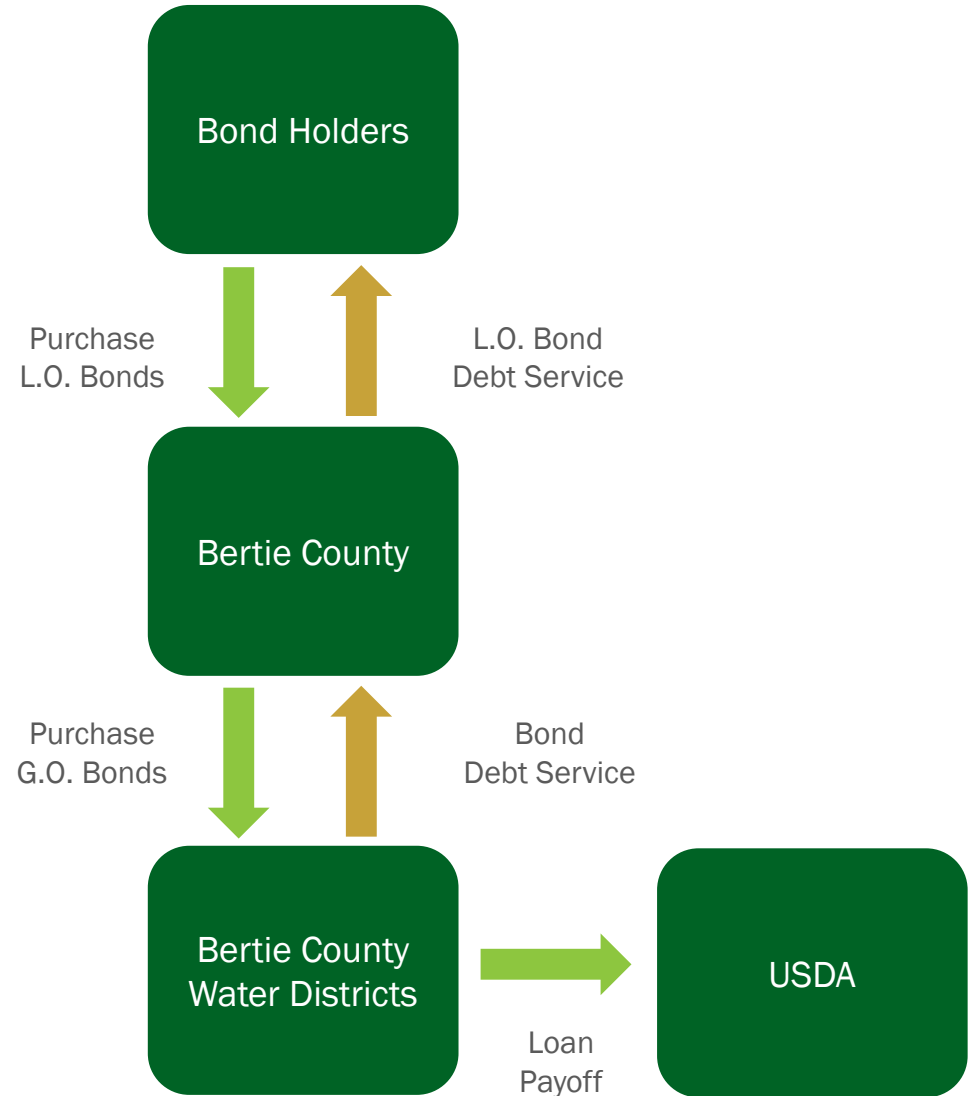 Bond Holders
Purchase
L.O. Bonds
L.O. Bond
Debt Service
Bertie County
Purchase
G.O. Bonds
Bond
Debt Service
Bertie County
Water Districts
USDA
Loan
Payoff